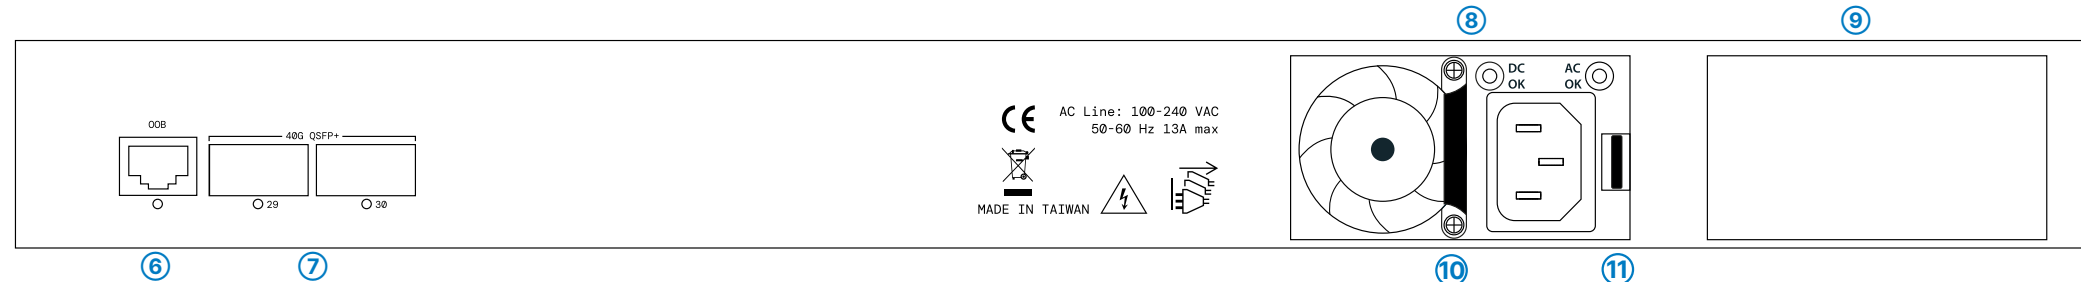 ⑧ ⑨
OOB
40G QSFP+
29 30
CE
AC Line: 100-240 VAC
50-60 Hz 13A max
MADE IN TAIWAN
DC
OK
AC
OK
⑥ ⑦ ⑩ ⑪